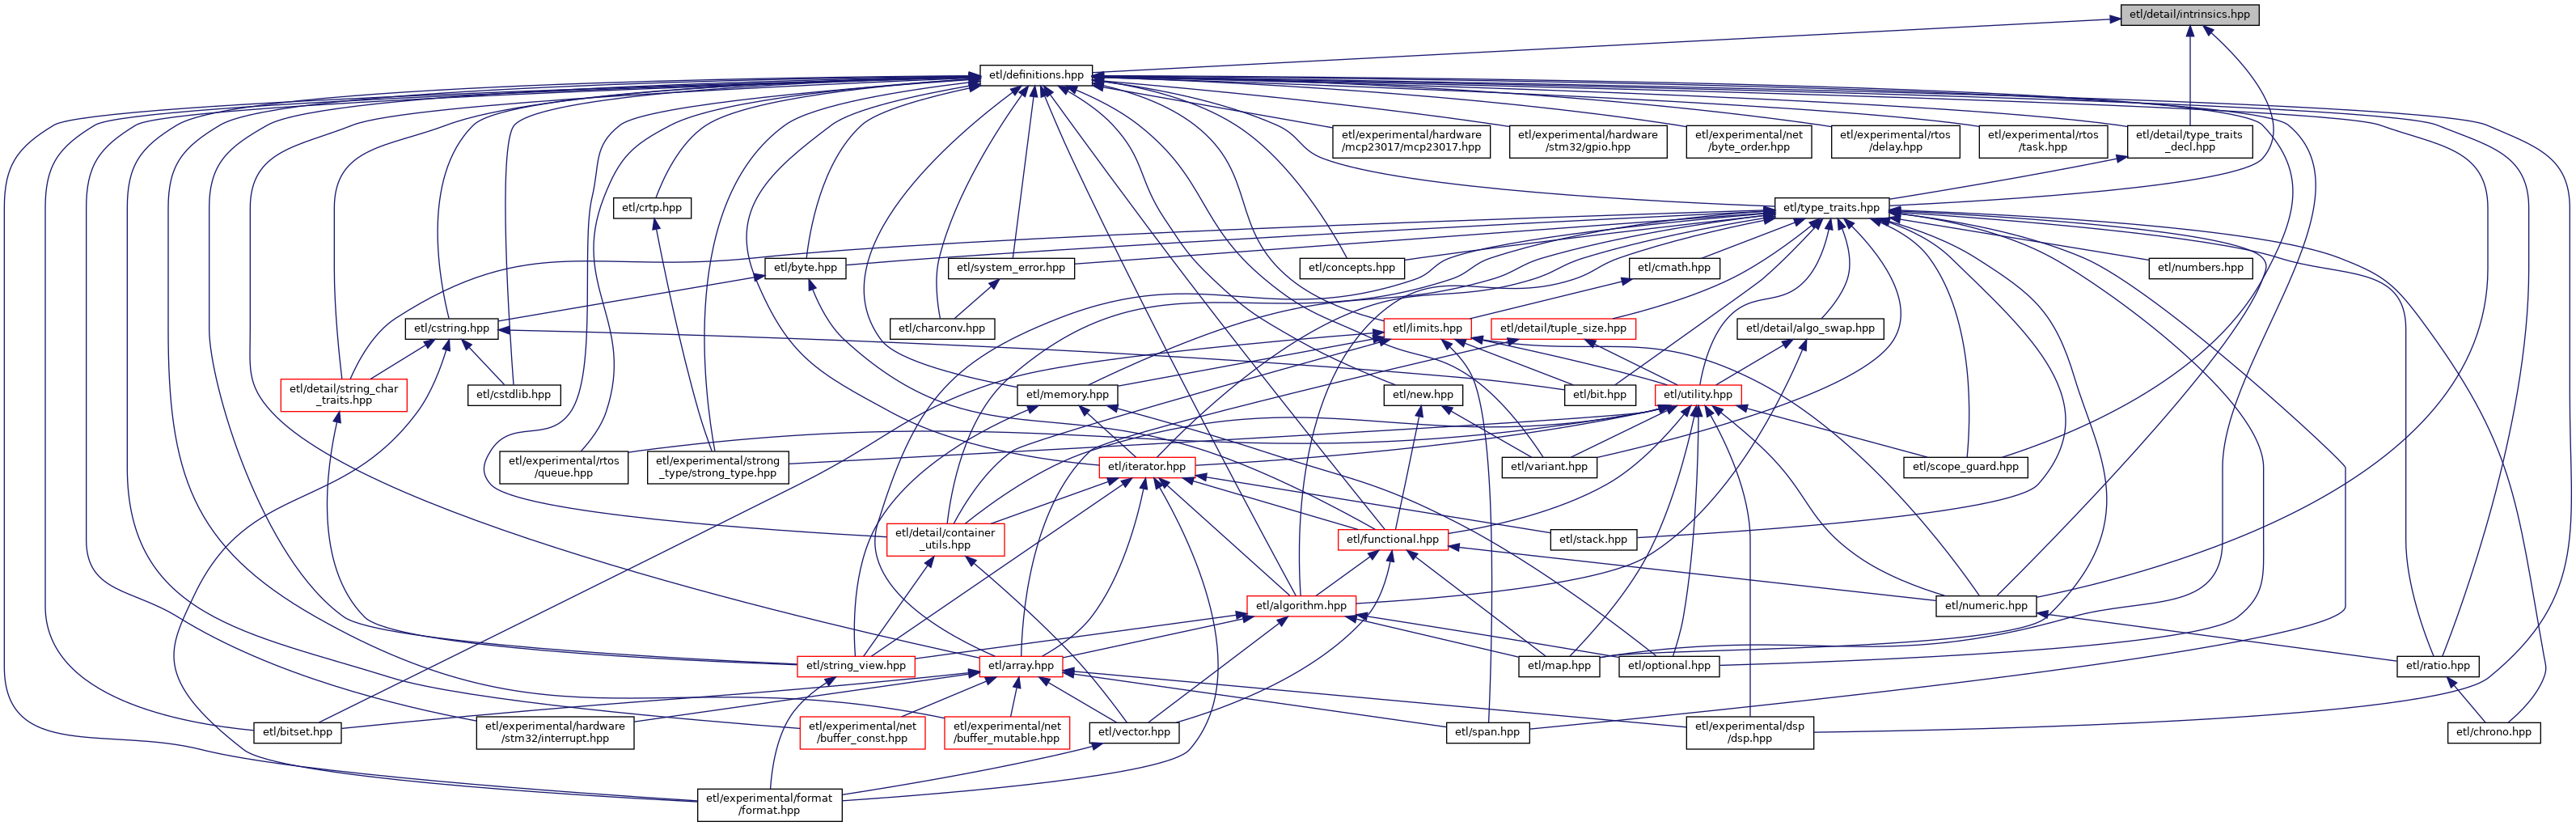 etl/detail/intrinsics.hpp
etl/definitions.hpp
etl/experimental/hardware
/mcp23017/mcp23017.hpp
etl/experimental/hardware
/stm32/gpio.hpp
etl/experimental/net
/byte_order.hpp
etl/experimental/rtos
/delay.hpp
etl/experimental/rtos
/task.hpp
etl/detail/type_traits
_decl.hpp
etl/crtp.hpp
etl/type_traits.hpp
etl/byte.hpp
etl/system_error.hpp
etl/concepts.hpp
etl/cmath.hpp
etl/numbers.hpp
etl/cstring.hpp
etl/charconv.hpp
etl/limits.hpp
etl/detail/tuple_size.hpp
etl/detail/algo_swap.hpp
etl/detail/string_char
_traits.hpp
etl/cstdlib.hpp
etl/memory.hpp
etl/new.hpp
etl/bit.hpp
etl/utility.hpp
etl/experimental/rtos
/queue.hpp
etl/experimental/strong
_type/strong_type.hpp
etl/iterator.hpp
etl/variant.hpp
etl/scope_guard.hpp
etl/detail/container
_utils.hpp
etl/functional.hpp
etl/stack.hpp
etl/algorithm.hpp
etl/numeric.hpp
etl/string_view.hpp
etl/array.hpp
etl/map.hpp
etl/optional.hpp
etl/ratio.hpp
etl/bitset.hpp
etl/experimental/hardware
/stm32/interrupt.hpp
etl/experimental/net
/buffer_const.hpp
etl/experimental/net
/buffer_mutable.hpp
etl/vector.hpp
etl/span.hpp
etl/experimental/dsp
/dsp.hpp
etl/chrono.hpp
etl/experimental/format
/format.hpp